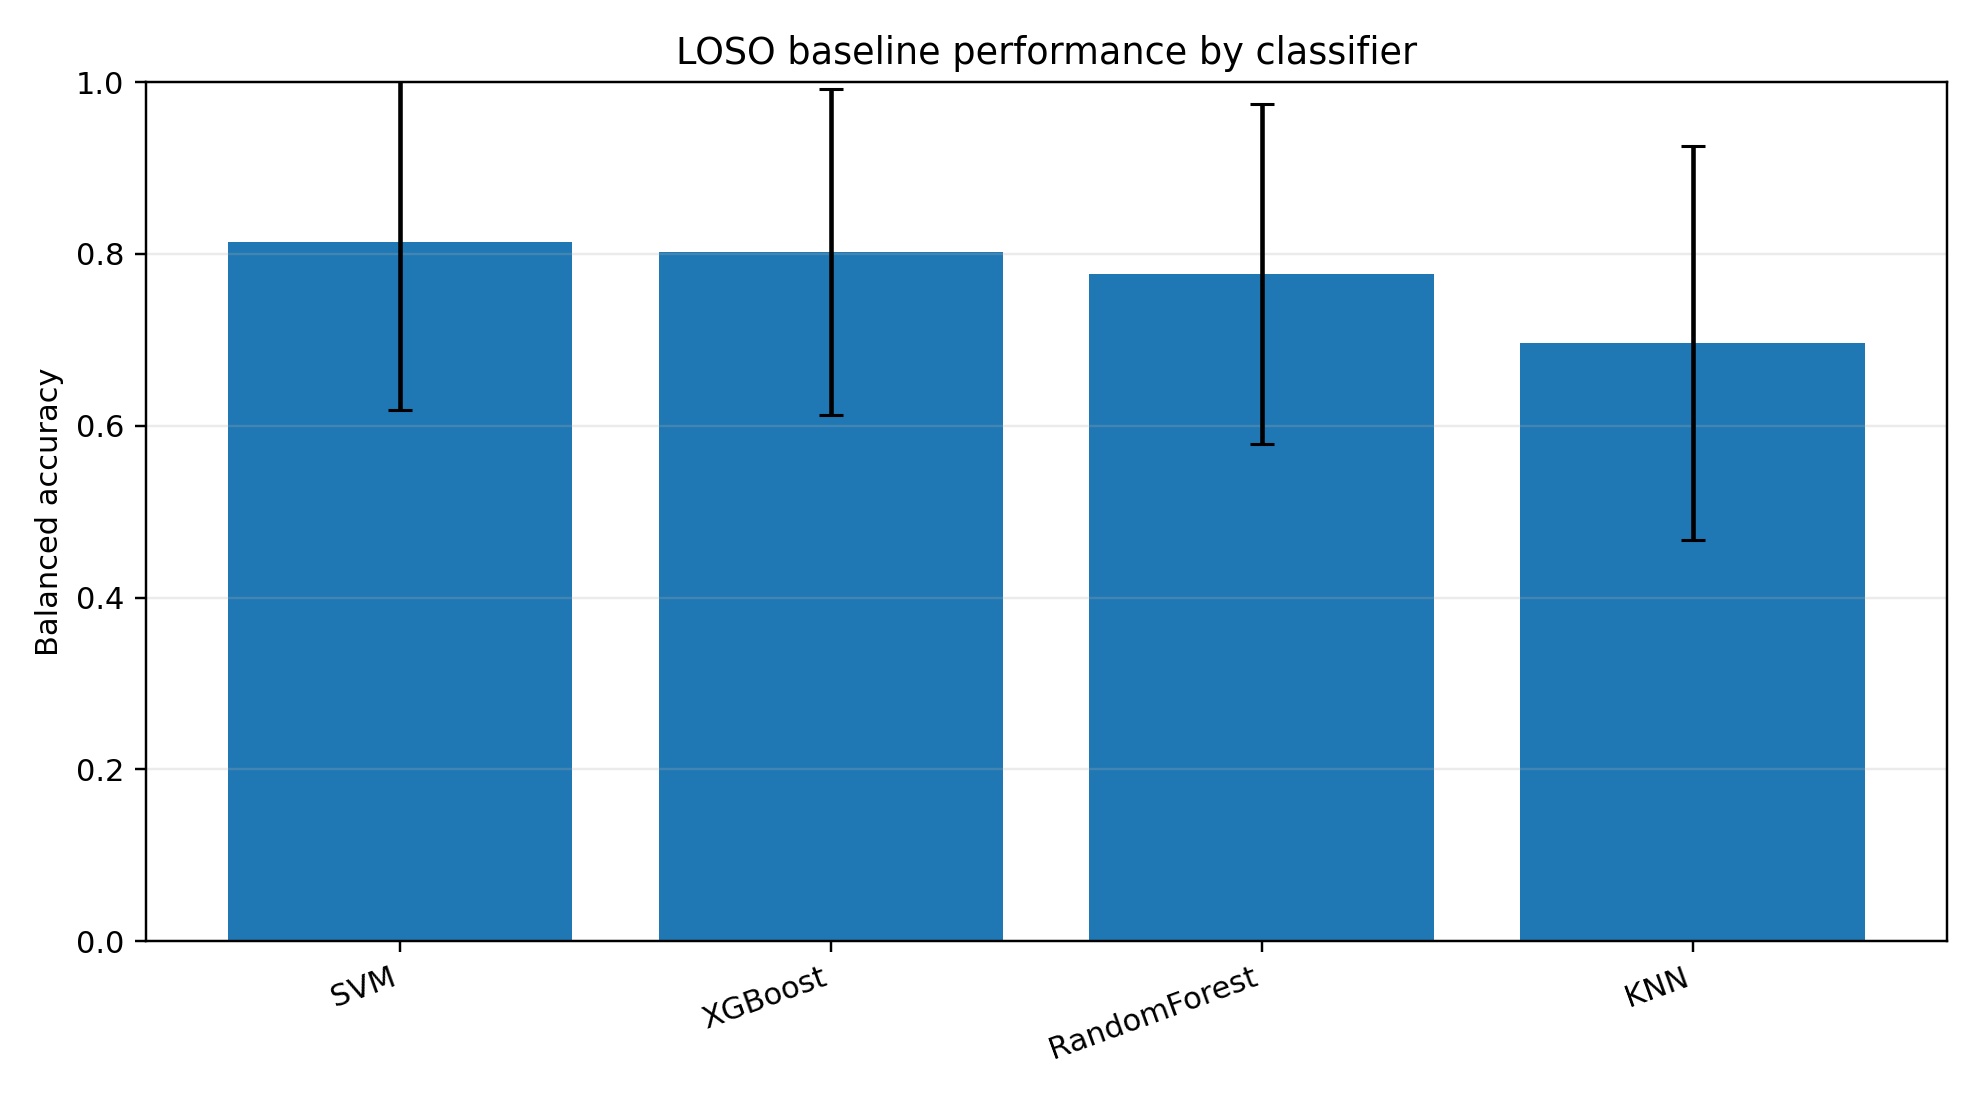 LOSO baseline performance by classifier
Balanced accuracy
1.0
0.8
0.6
0.4
0.2
0.0
SVM
XGBoost
RandomForest
KNN